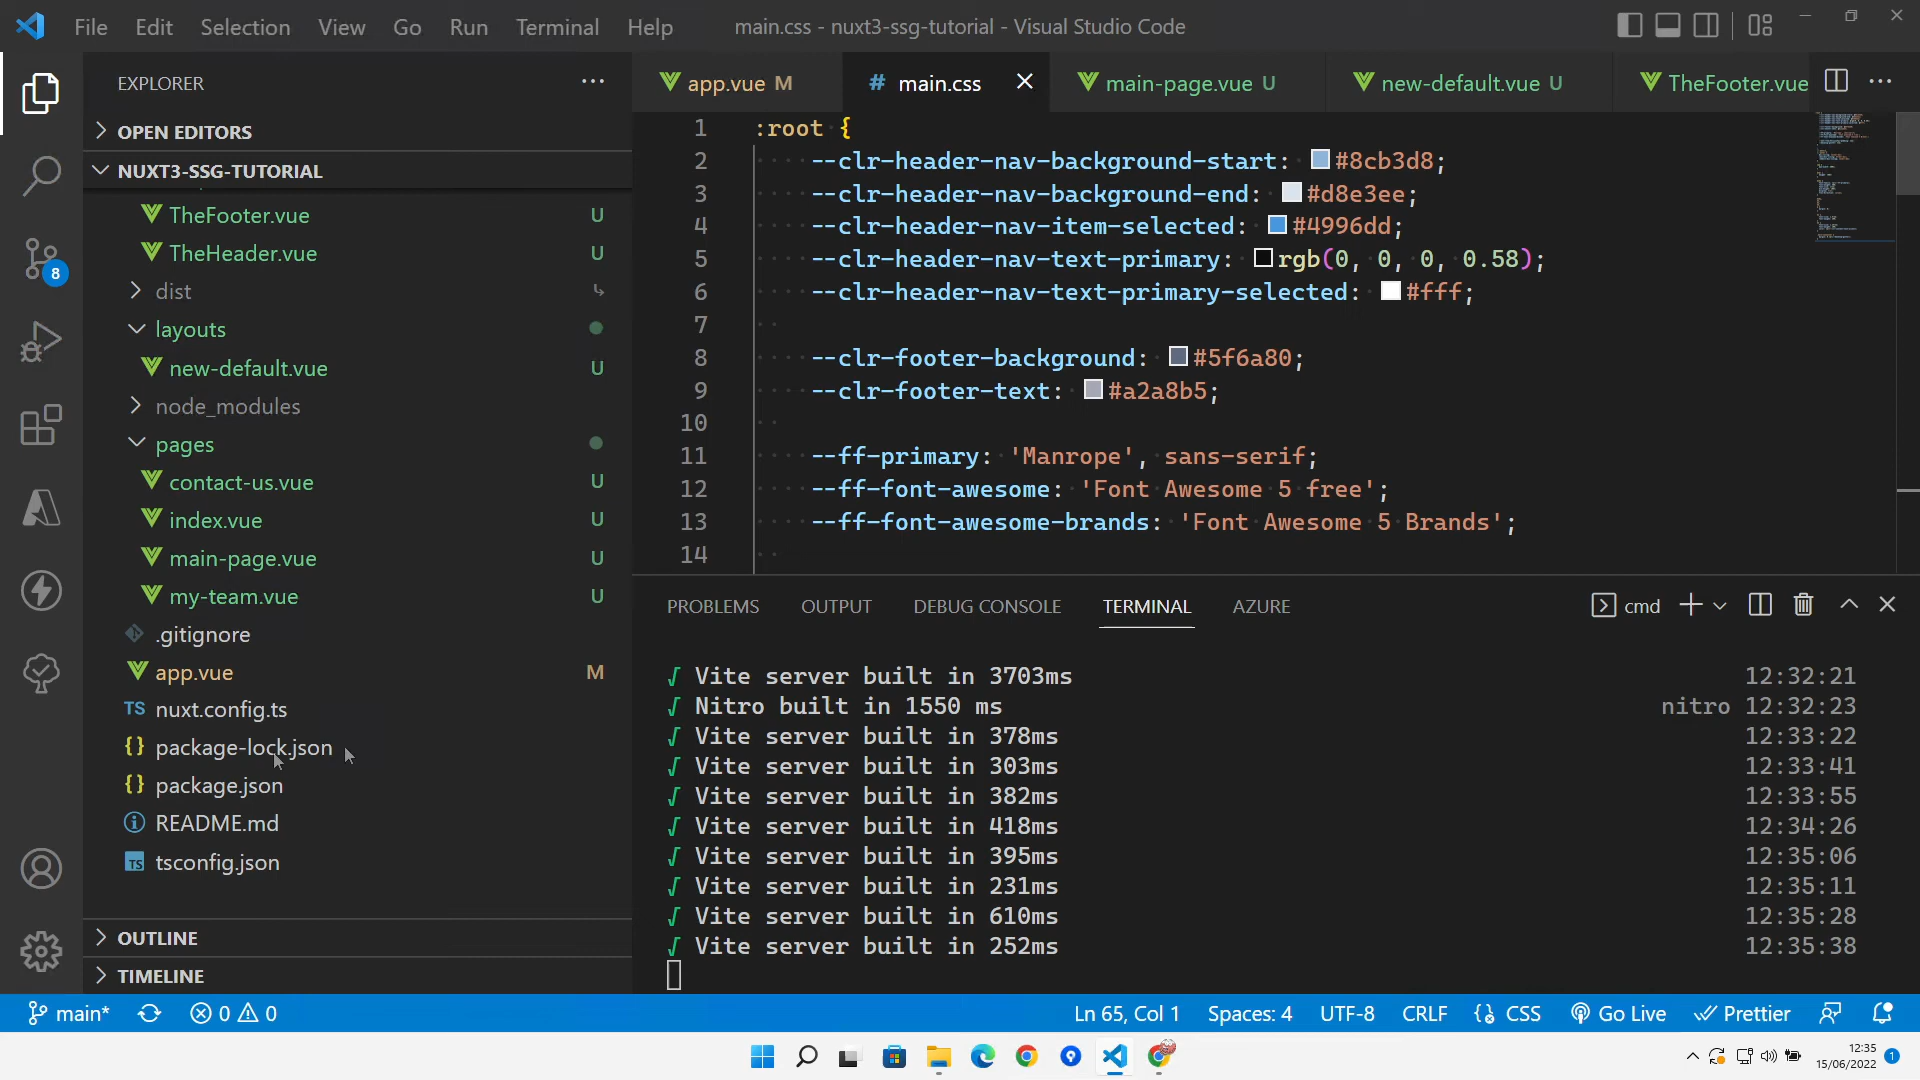 File Edit Selection View Go Run Terminal Help main.css - nuxt3-ssg-tutorial - Visual Studio Code
EXPLORER
OPEN EDITORS
NUXT3-SSG-TUTORIAL
TheFooter.vue U
TheHeader.vue U
dist
layouts
new-default.vue U
node_modules
pages
contact-us.vue U
index.vue U
main-page.vue U
my-team.vue U
.gitignore
app.vue M
TS nuxt.config.ts
{} package-lock.json
{} package.json
README.md
TS tsconfig.json
OUTLINE
TIMELINE
8
app.vue M # main.css main-page.vue U new-default.vue U TheFooter.vue
1 :root {
2 --clr-header-nav-background-start: #8cb3d8;
3 --clr-header-nav-background-end: #d8e3ee;
4 --clr-header-nav-item-selected: #4996dd;
5 --clr-header-nav-text-primary: rgb(0, 0, 0, 0.58);
6 --clr-header-nav-text-primary-selected: #fff;
7
8 --clr-footer-background: #5f6a80;
9 --clr-footer-text: #a2a8b5;
10
11 --ff-primary: 'Manrope', sans-serif;
12 --ff-font-awesome: 'Font Awesome 5 free';
13 --ff-font-awesome-brands: 'Font Awesome 5 Brands';
14
PROBLEMS OUTPUT DEBUG CONSOLE TERMINAL AZURE cmd
√ Vite server built in 3703ms 12:32:21
√ Nitro built in 1550 ms nitro 12:32:23
√ Vite server built in 378ms 12:33:22
√ Vite server built in 303ms 12:33:41
√ Vite server built in 382ms 12:33:55
√ Vite server built in 418ms 12:34:26
√ Vite server built in 395ms 12:35:06
√ Vite server built in 231ms 12:35:11
√ Vite server built in 610ms 12:35:28
√ Vite server built in 252ms 12:35:38
main* 0 0 Ln 65, Col 1 Spaces: 4 UTF-8 CRLF CSS Go Live Prettier
12:35
15/06/2022
1